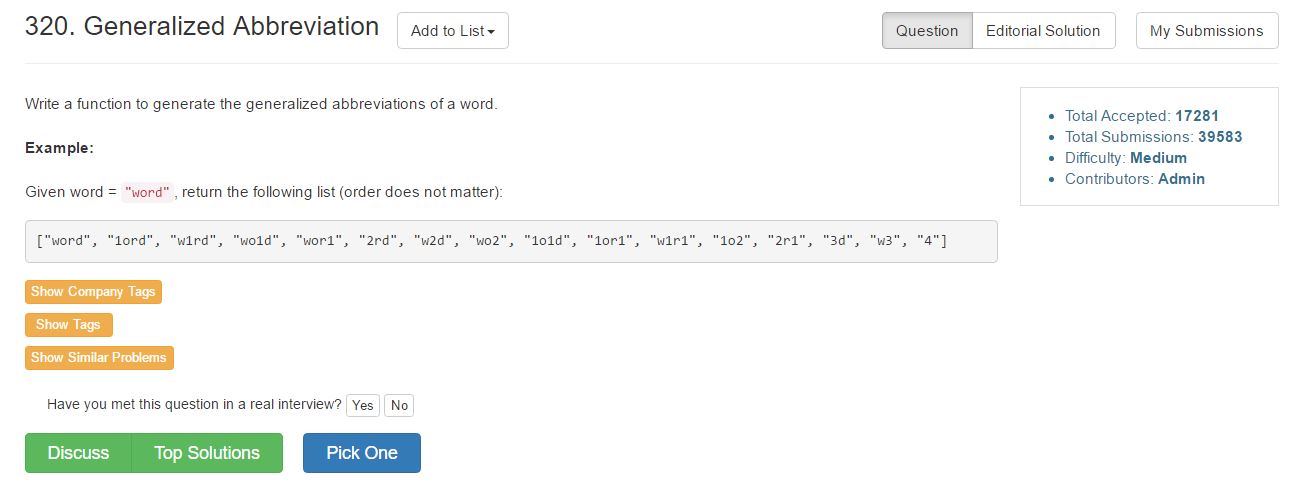 320. Generalized Abbreviation
Add to List
Question
Editorial Solution
My Submissions
Write a function to generate the generalized abbreviations of a word.
Total Accepted: 17281
Total Submissions: 39583
Difficulty: Medium
Contributors: Admin
Example:
Given word = "word", return the following list (order does not matter):
["word", "1ord", "w1rd", "wo1d", "wor1", "2rd", "w2d", "wo2", "1o1d", "1or1", "w1r1", "1o2", "2r1", "3d", "w3", "4"]
Show Company Tags
Show Tags
Show Similar Problems
Have you met this question in a real interview? Yes No
Discuss
Top Solutions
Pick One